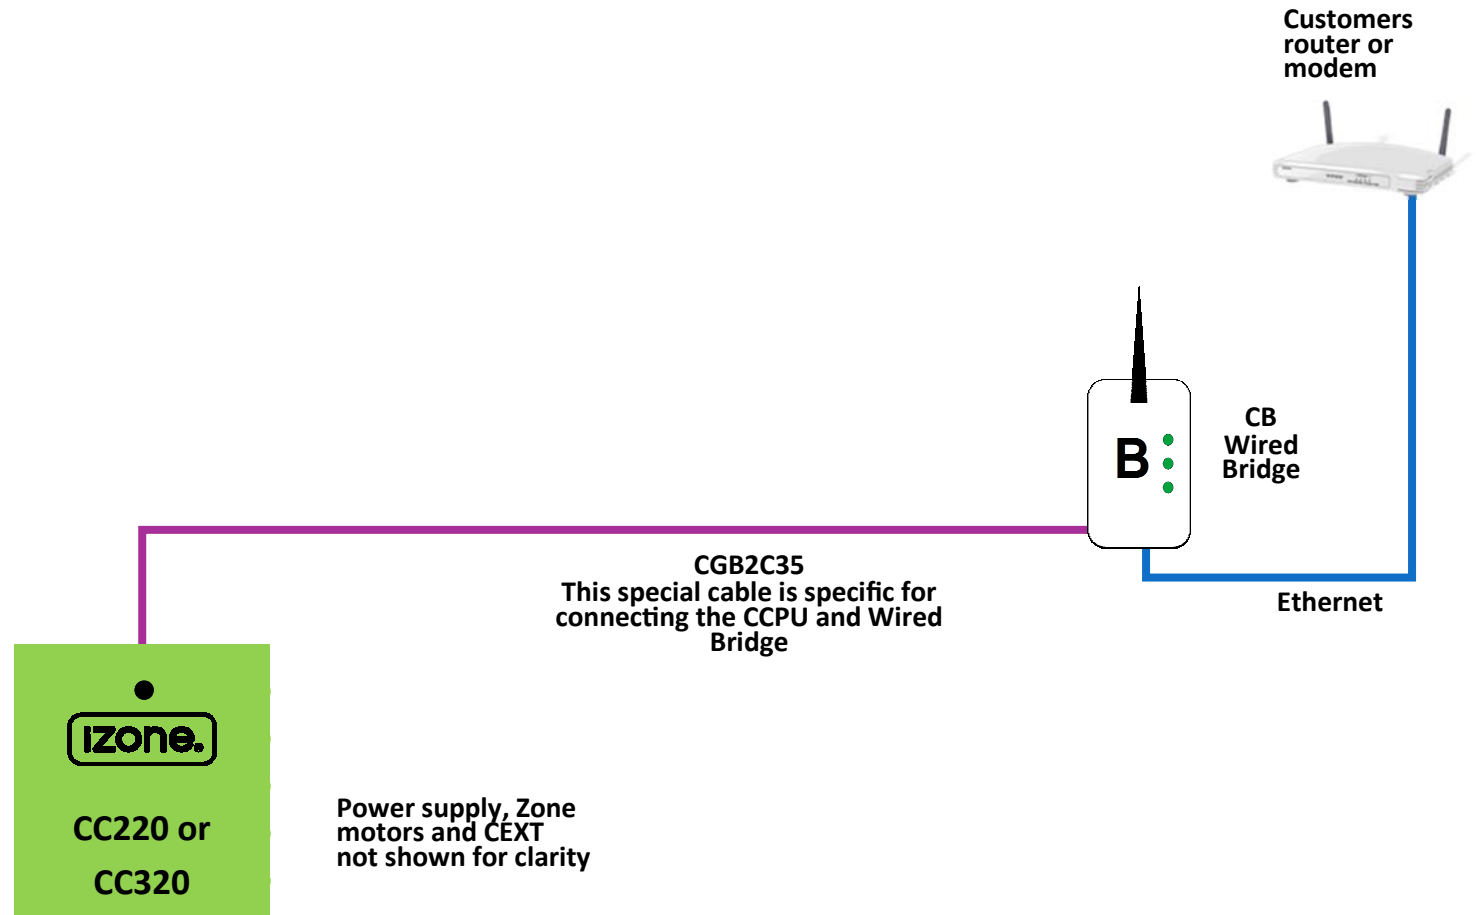 Customers
router or
modem
B
CB
Wired
Bridge
CGB2C35
This special cable is specific for
connecting the CCPU and Wired
Bridge
Ethernet
izone.
CC220 or
CC320
Power supply, Zone
motors and CEXT
not shown for clarity